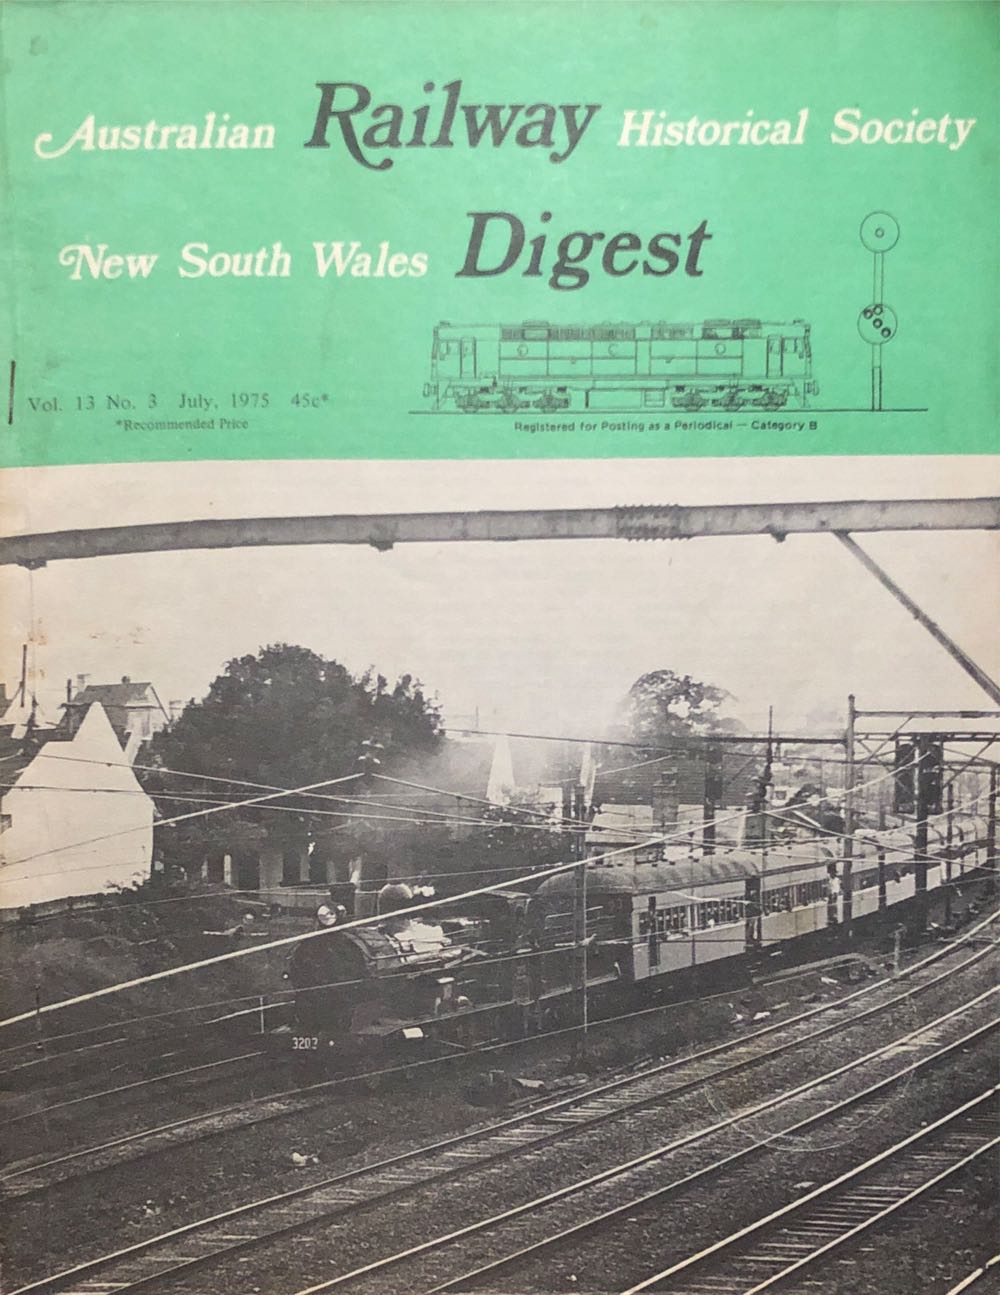 Australian Railway Historical Society
New South Wales Digest
Vol. 13 No. 3 July, 1975 45c*
*Recommended Price
Registered for Posting as a Periodical — Category B
3203